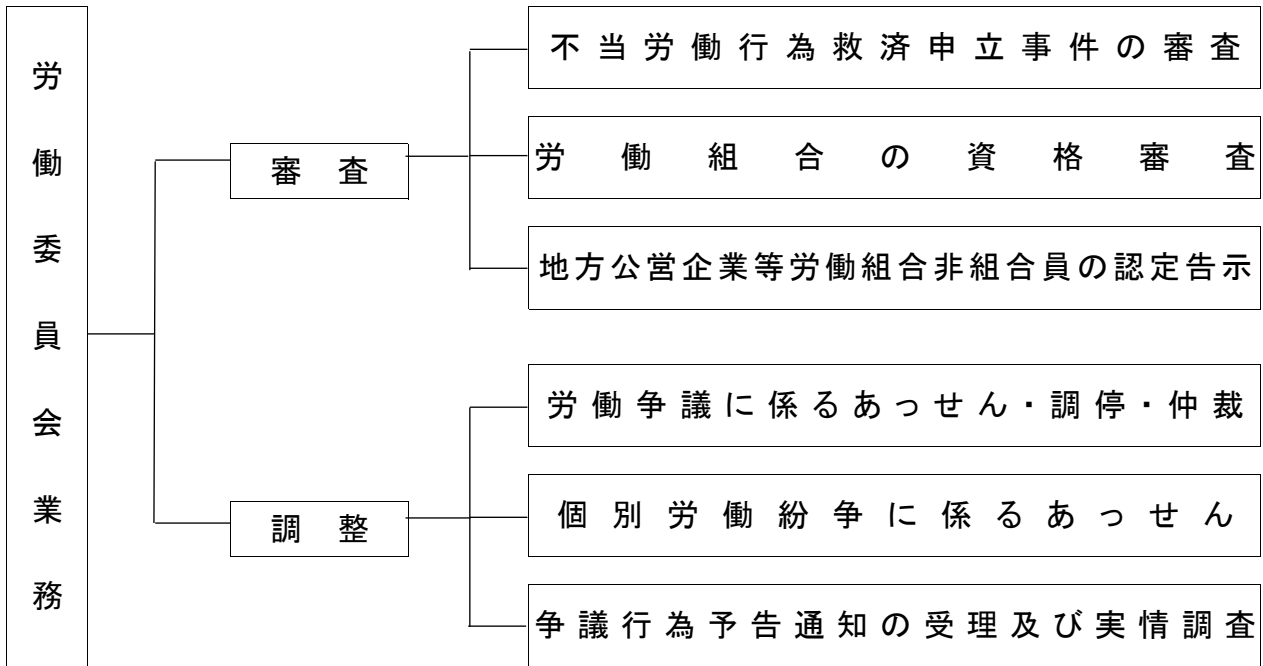 労働委員会業務
審査
不当労働行為救済申立事件の審査
労働組合の資格審査
地方公営企業等労働組合非組合員の認定告示
調整
労働争議に係るあっせん・調停・仲裁
個別労働紛争に係るあっせん
争議行為予告通知の受理及び実情調査